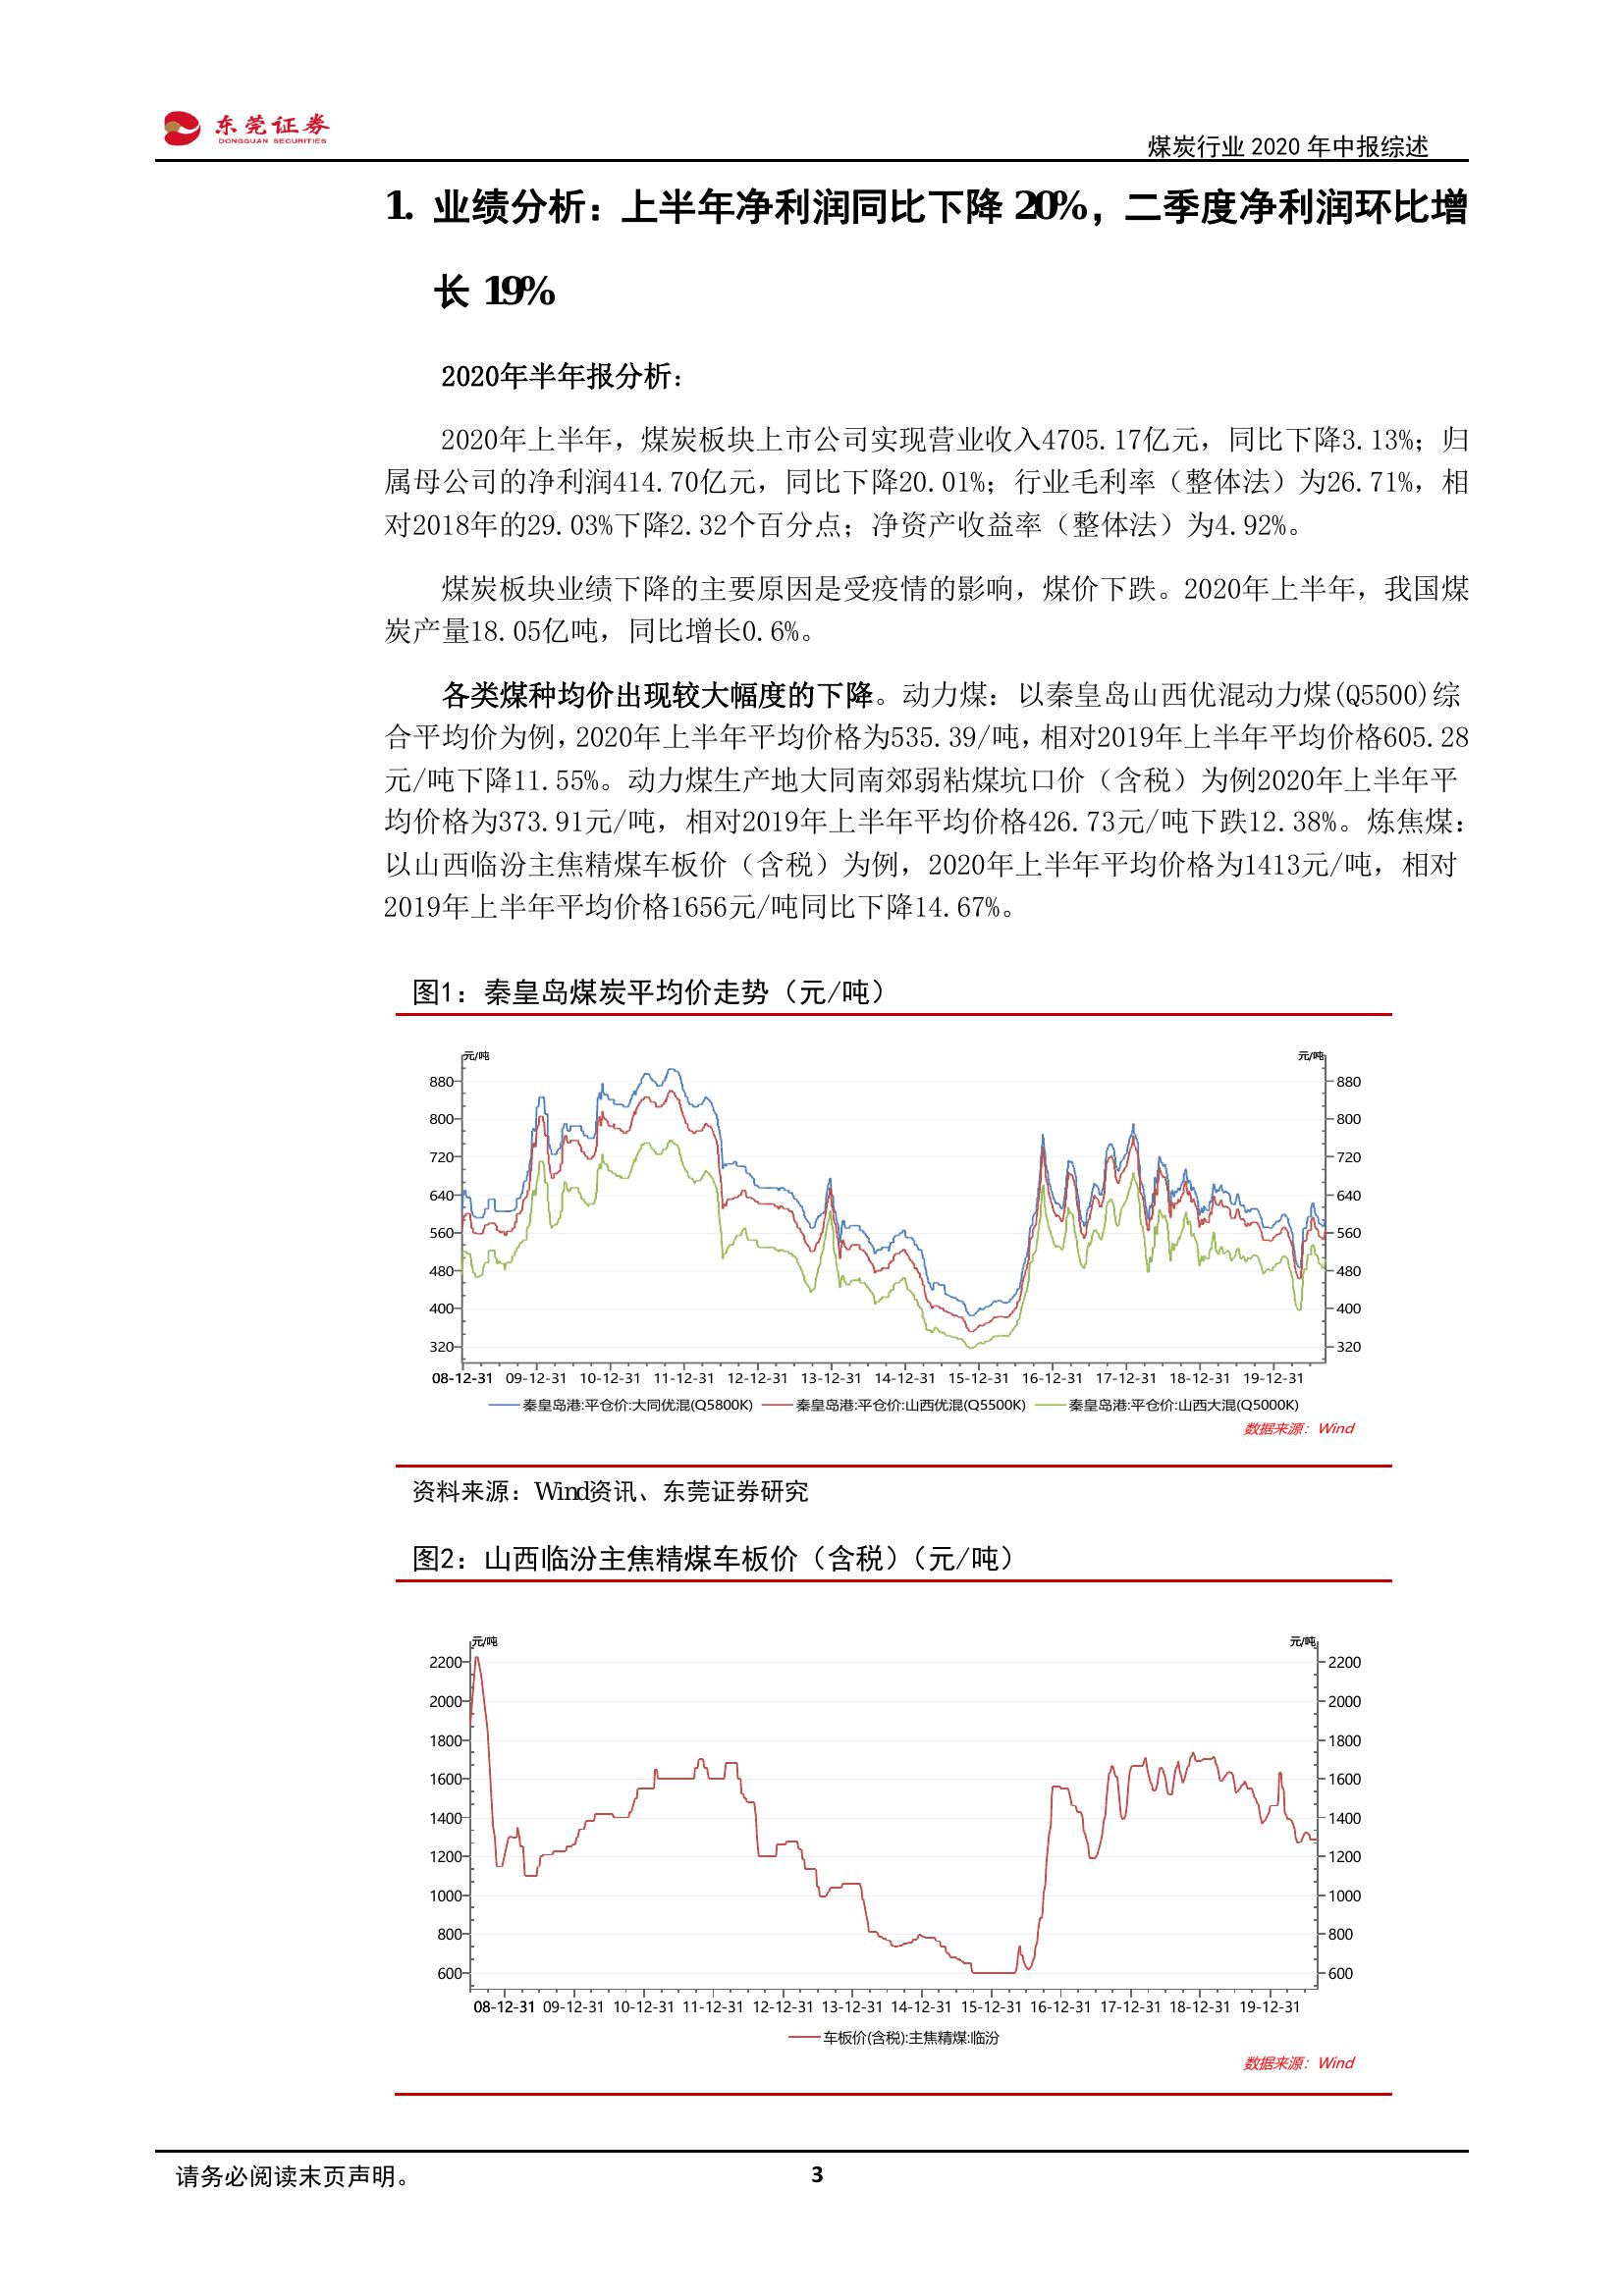 东莞证券
DONGGUAN SECURITIES
煤炭行业 2020 年中报综述
1. 业绩分析：上半年净利润同比下降 20%，二季度净利润环比增
长 19%
2020年半年报分析：
2020年上半年，煤炭板块上市公司实现营业收入4705.17亿元，同比下降3.13%；归
属母公司的净利润414.70亿元，同比下降20.01%；行业毛利率（整体法）为26.71%，相
对2018年的29.03%下降2.32个百分点；净资产收益率（整体法）为4.92%。
煤炭板块业绩下降的主要原因是受疫情的影响，煤价下跌。2020年上半年，我国煤
炭产量18.05亿吨，同比增长0.6%。
各类煤种均价出现较大幅度的下降。动力煤：以秦皇岛山西优混动力煤(Q5500)综
合平均价为例，2020年上半年平均价格为535.39/吨，相对2019年上半年平均价格605.28
元/吨下降11.55%。动力煤生产地大同南郊弱粘煤坑口价（含税）为例2020年上半年平
均价格为373.91元/吨，相对2019年上半年平均价格426.73元/吨下跌12.38%。炼焦煤：
以山西临汾主焦精煤车板价（含税）为例，2020年上半年平均价格为1413元/吨，相对
2019年上半年平均价格1656元/吨同比下降14.67%。
图1：秦皇岛煤炭平均价走势（元/吨）
元/吨 元/吨
880 880
800 800
720 720
640 640
560 560
480 480
400 400
320 320
08-12-31 09-12-31 10-12-31 11-12-31 12-12-31 13-12-31 14-12-31 15-12-31 16-12-31 17-12-31 18-12-31 19-12-31
秦皇岛港:平仓价:大同优混(Q5800K) 秦皇岛港:平仓价:山西优混(Q5500K) 秦皇岛港:平仓价:山西大混(Q5000K)
数据来源：Wind
资料来源：Wind资讯、东莞证券研究
图2：山西临汾主焦精煤车板价（含税）（元/吨）
元/吨 元/吨
2200 2200
2000 2000
1800 1800
1600 1600
1400 1400
1200 1200
1000 1000
800 800
600 600
08-12-31 09-12-31 10-12-31 11-12-31 12-12-31 13-12-31 14-12-31 15-12-31 16-12-31 17-12-31 18-12-31 19-12-31
车板价(含税):主焦精煤:临汾
数据来源：Wind
请务必阅读末页声明。
3